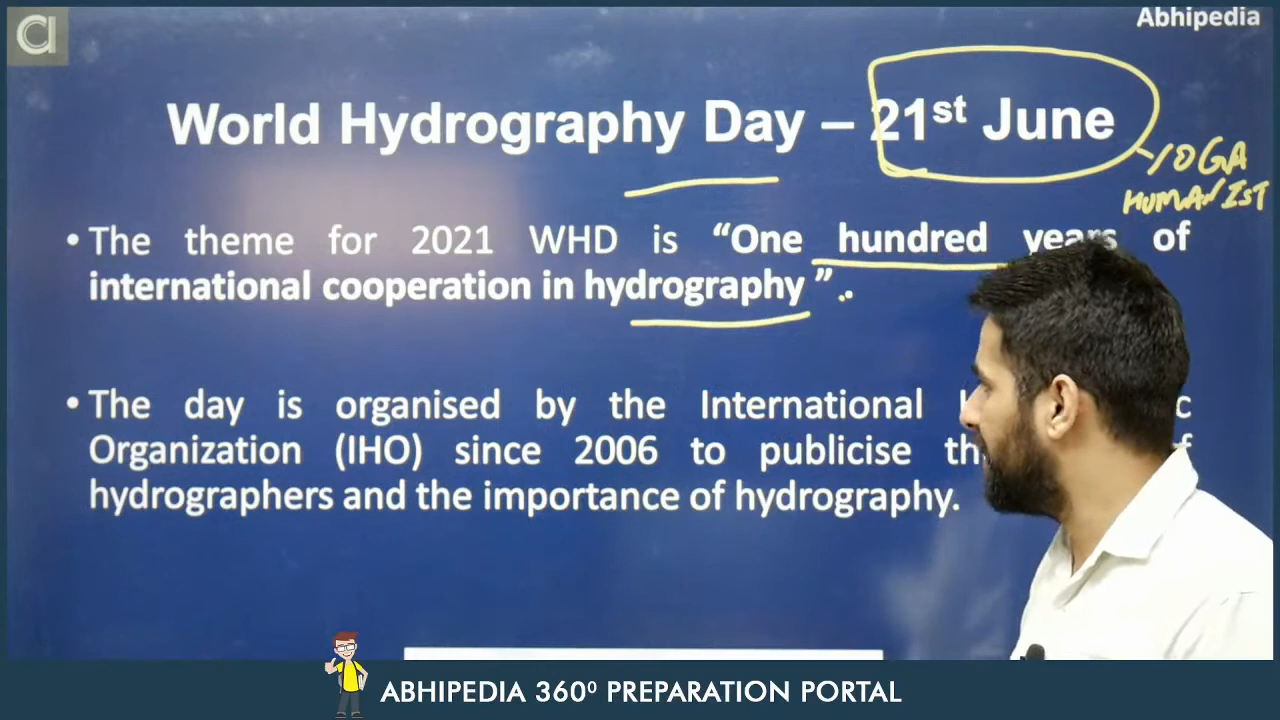 Abhipedia
World Hydrography Day – 21st June
YOGA
HUMANIST
• The theme for 2021 WHD is “One hundred years of
international cooperation in hydrography ”.
• The day is organised by the International
Organization (IHO) since 2006 to publicise
hydrographers and the importance of hydrography.
ABHIPEDIA 360⁰ PREPARATION PORTAL